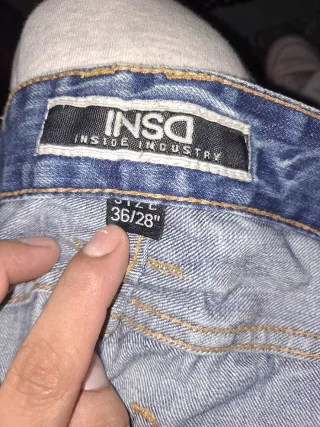 INSD
INSIDE INDUSTRY
SIZE
36/28"